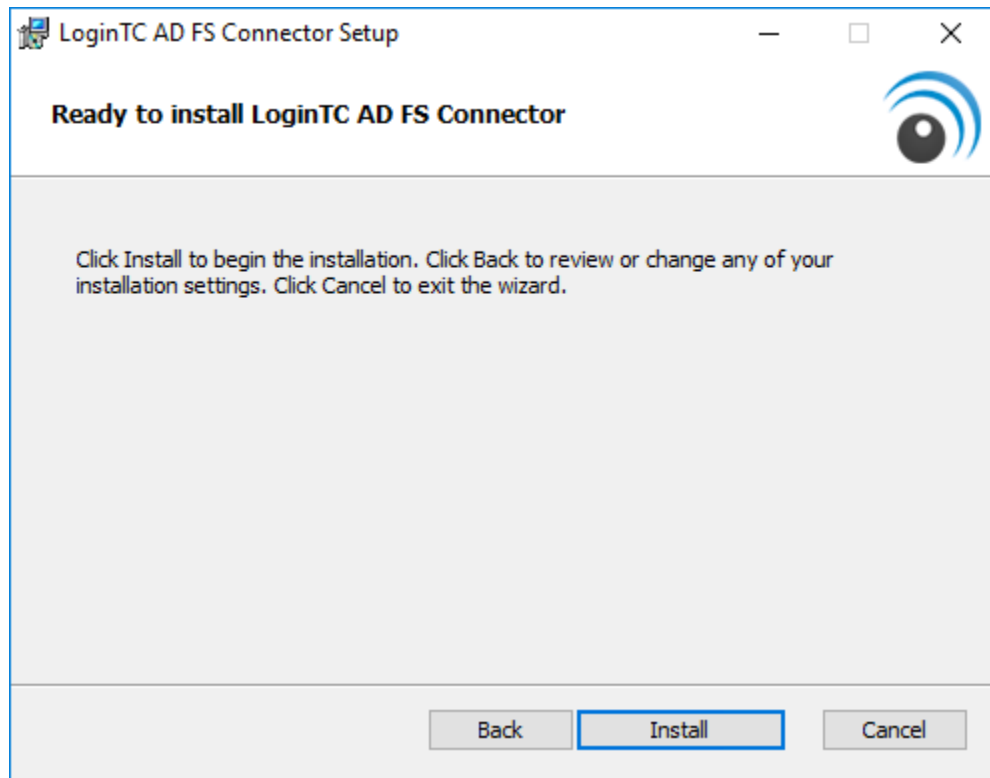 LoginTC AD FS Connector Setup
Ready to install LoginTC AD FS Connector
Click Install to begin the installation. Click Back to review or change any of your
installation settings. Click Cancel to exit the wizard.
Back Install Cancel